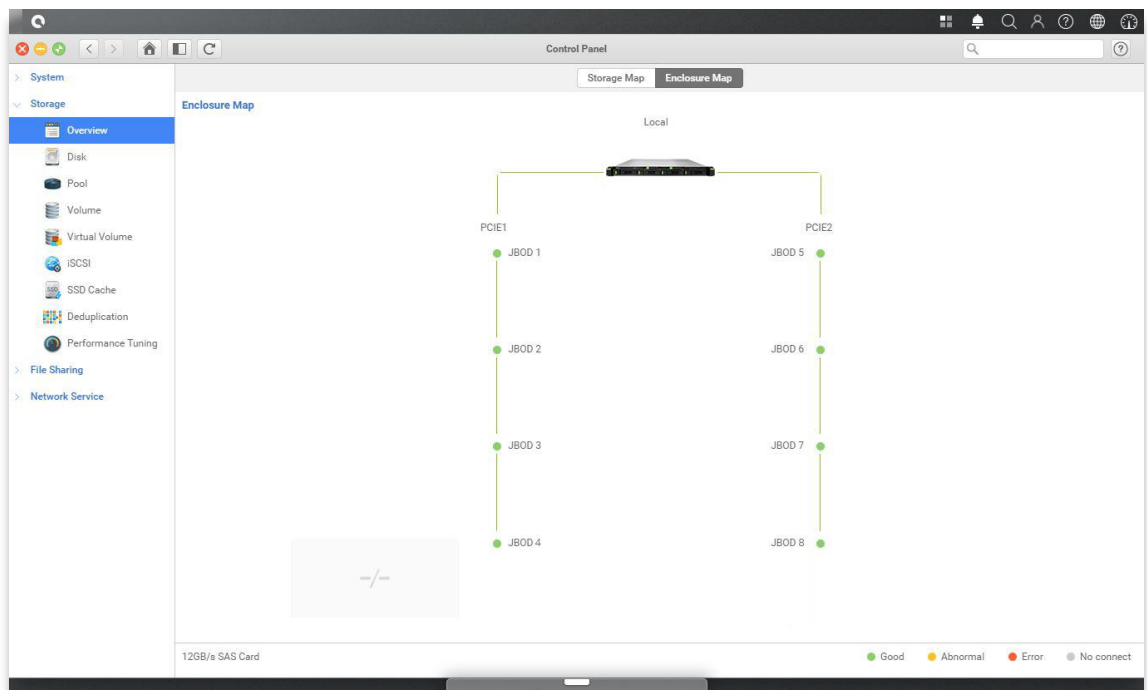 Control Panel
System
Storage
Overview
Disk
Pool
Volume
Virtual Volume
iSCSI
SSD Cache
Deduplication
Performance Tuning
File Sharing
Network Service
Storage Map Enclosure Map
Enclosure Map
Local
PCIE1 PCIE2
JBOD 1 JBOD 5
JBOD 2 JBOD 6
JBOD 3 JBOD 7
JBOD 4 JBOD 8
-/-
12GB/s SAS Card Good Abnormal Error No connect